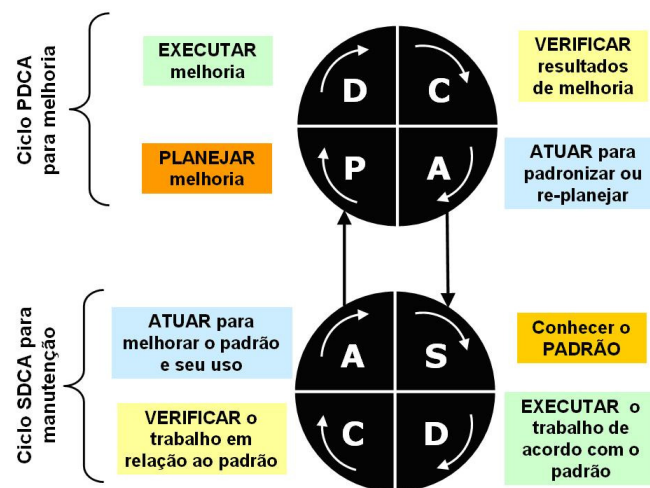 Ciclo PDCA
para melhoria
EXECUTAR
melhoria
D
C
VERIFICAR
resultados
de melhoria
PLANEJAR
melhoria
P
A
ATUAR para
padronizar ou
re-planejar
Ciclo SDCA para
manutenção
ATUAR para
melhorar o padrão
e seu uso
A
S
Conhecer o
PADRÃO
VERIFICAR o
trabalho em
relação ao padrão
C
D
EXECUTAR o
trabalho de
acordo com o
padrão